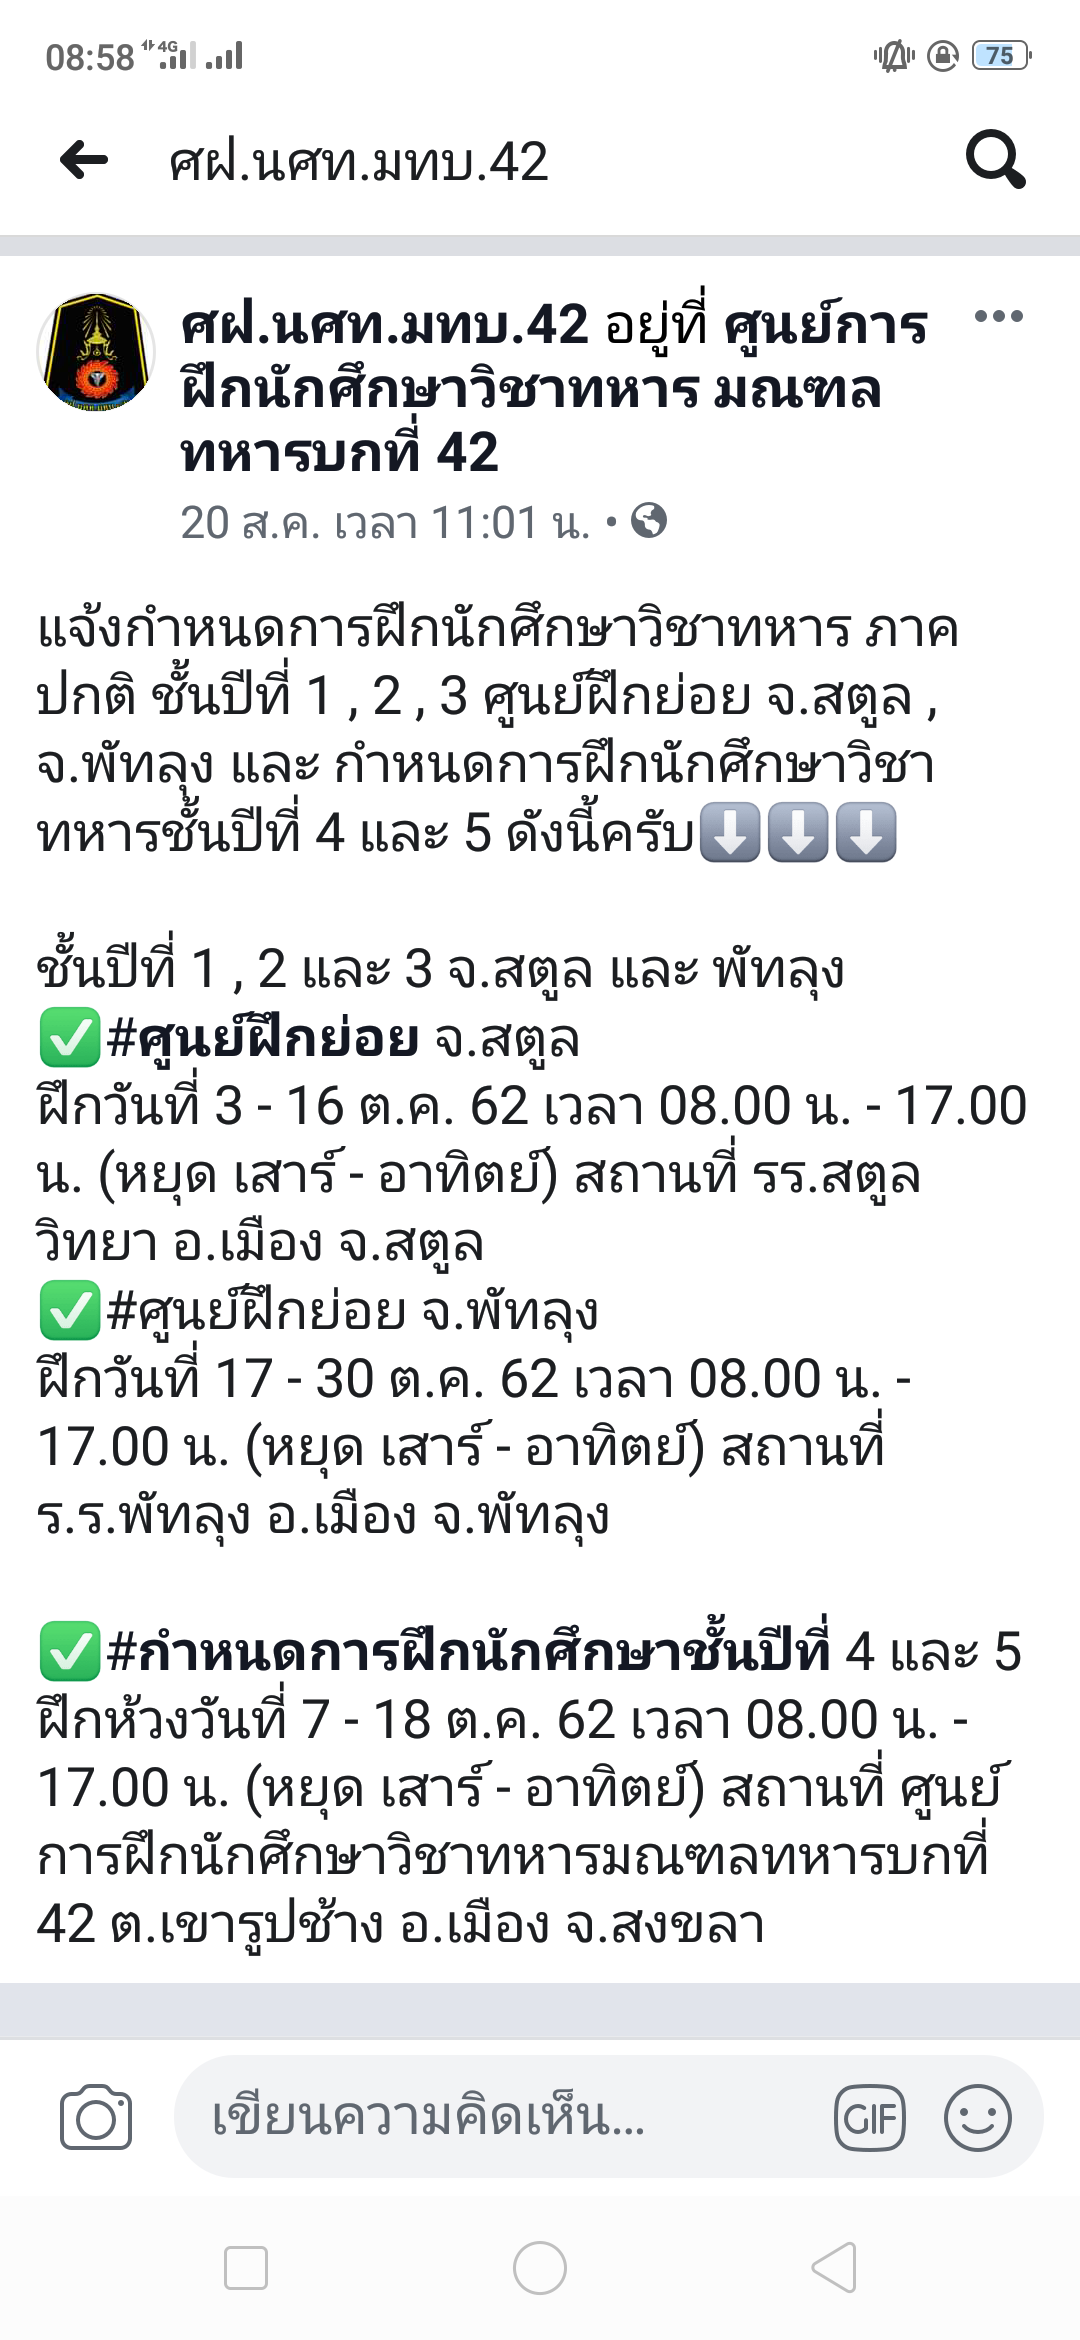 08:58 4G 75
ศฝ.นศท.มทบ.42
ศฝ.นศท.มทบ.42 อยู่ที่ ศูนย์การ
ฝึกนักศึกษาวิชาทหาร มณฑล
ทหารบกที่ 42
20 ส.ค. เวลา 11:01 น. •
แจ้งกำหนดการฝึกนักศึกษาวิชาทหาร ภาค
ปกติ ชั้นปีที่ 1 , 2 , 3 ศูนย์ฝึกย่อย จ.สตูล ,
จ.พัทลุง และ กำหนดการฝึกนักศึกษาวิชา
ทหารชั้นปีที่ 4 และ 5 ดังนี้ครับ⬇️⬇️⬇️
ชั้นปีที่ 1 , 2 และ 3 จ.สตูล และ พัทลุง
✅#ศูนย์ฝึกย่อย จ.สตูล
ฝึกวันที่ 3 - 16 ต.ค. 62 เวลา 08.00 น. - 17.00
น. (หยุด เสาร์ - อาทิตย์) สถานที่ รร.สตูล
วิทยา อ.เมือง จ.สตูล
✅#ศูนย์ฝึกย่อย จ.พัทลุง
ฝึกวันที่ 17 - 30 ต.ค. 62 เวลา 08.00 น. -
17.00 น. (หยุด เสาร์ - อาทิตย์) สถานที่
ร.ร.พัทลุง อ.เมือง จ.พัทลุง
✅#กำหนดการฝึกนักศึกษาชั้นปีที่ 4 และ 5
ฝึกห้วงวันที่ 7 - 18 ต.ค. 62 เวลา 08.00 น. -
17.00 น. (หยุด เสาร์ - อาทิตย์) สถานที่ ศูนย์
การฝึกนักศึกษาวิชาทหารมณฑลทหารบกที่
42 ต.เขารูปช้าง อ.เมือง จ.สงขลา
เขียนความคิดเห็น... GIF